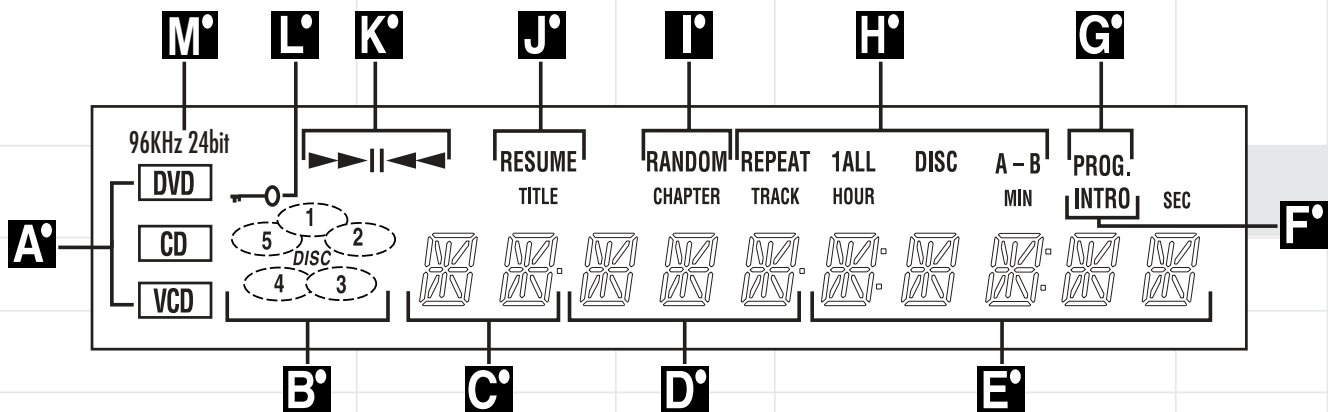 M L K J I H G
96KHz 24bit
RESUME RANDOM REPEAT 1ALL DISC A – B PROG.
DVD TITLE CHAPTER TRACK HOUR MIN INTRO SEC
A CD 1 5 2 DISC F
VCD 4 3
B C D E